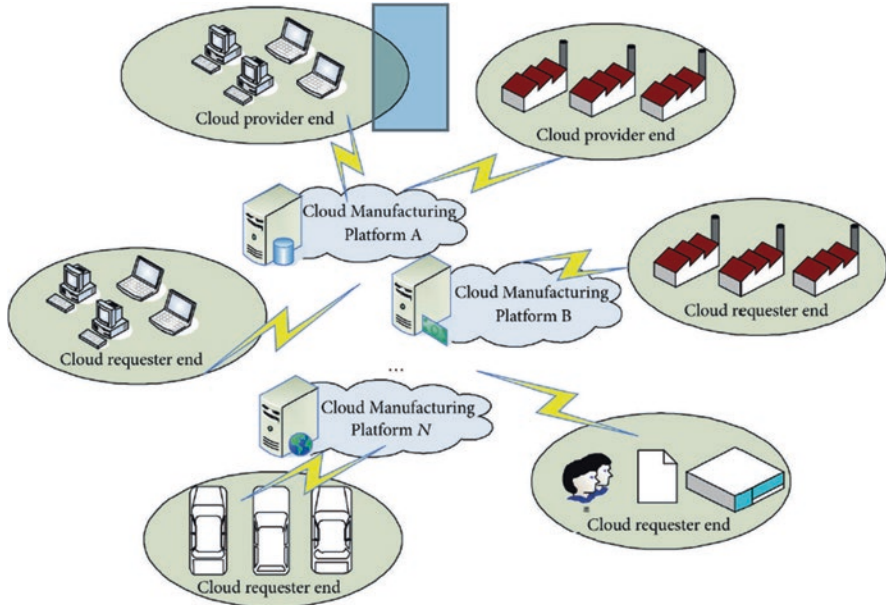 Cloud provider end
Cloud provider end
Cloud Manufacturing
Platform A
Cloud Manufacturing
Platform B
Cloud requester end
Cloud requester end
...
Cloud Manufacturing
Platform N
Cloud requester end
Cloud requester end